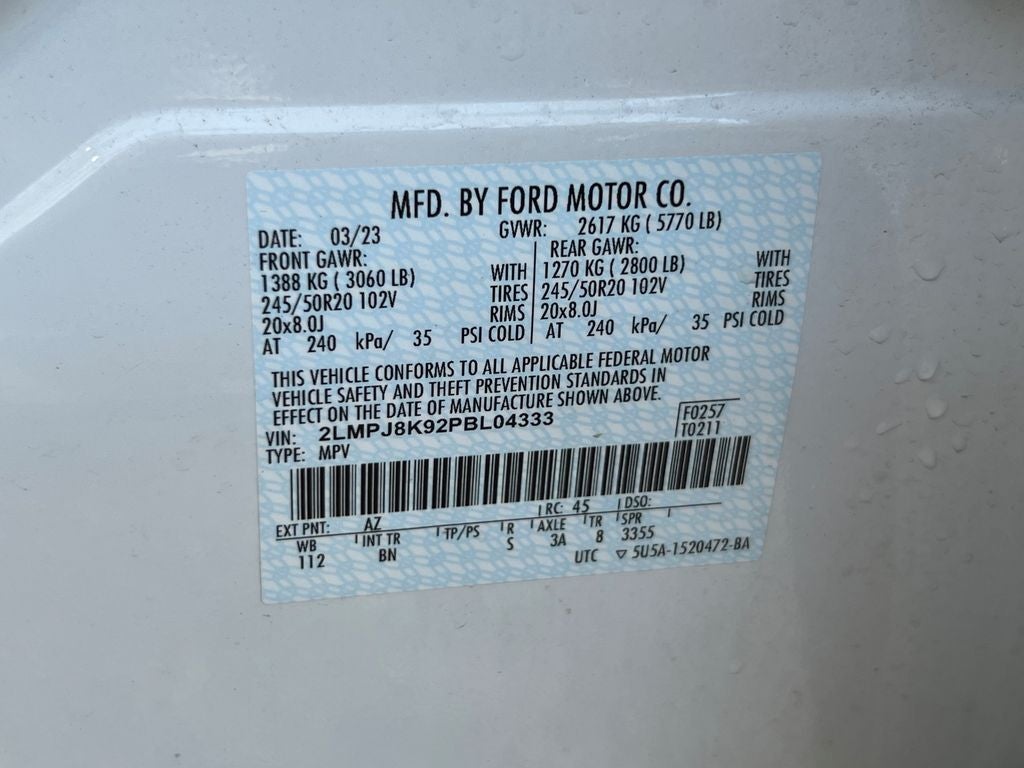 MFD. BY FORD MOTOR CO.
DATE: 03/23 GVWR: 2617 KG ( 5770 LB)
FRONT GAWR: REAR GAWR:
1388 KG ( 3060 LB) WITH 1270 KG ( 2800 LB) WITH
245/50R20 102V TIRES 245/50R20 102V TIRES
20x8.0J RIMS 20x8.0J RIMS
AT 240 kPa/ 35 PSI COLD AT 240 kPa/ 35 PSI COLD
THIS VEHICLE CONFORMS TO ALL APPLICABLE FEDERAL MOTOR
VEHICLE SAFETY AND THEFT PREVENTION STANDARDS IN
EFFECT ON THE DATE OF MANUFACTURE SHOWN ABOVE.
VIN: 2LMPJ8K92PBL04333 F0257
TYPE: MPV T0211
EXT PNT: AZ RC: 45 DSO:
WB INT TR TP/PS R AXLE TR SPR
112 BN S 3A 8 3355
UTC ▽ 5U5A-1520472-BA